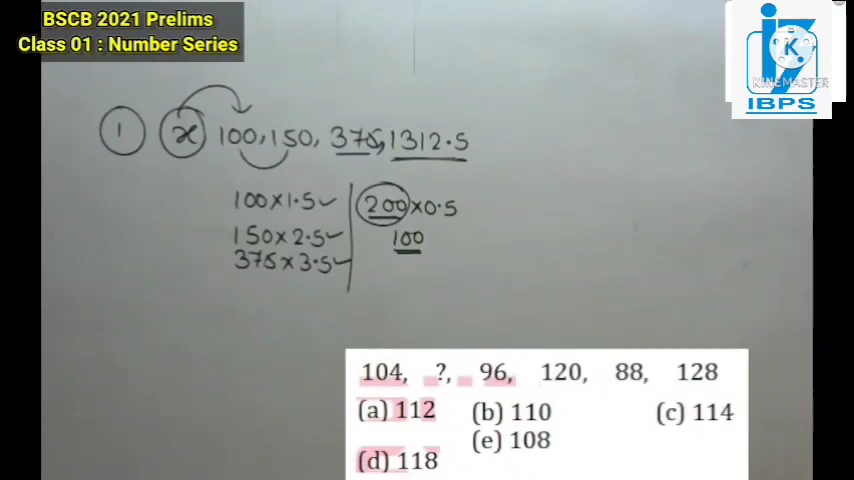 BSCB 2021 Prelims
Class 01 : Number Series
K
KINEMASTER
IBPS
1 x 100, 150, 375, 1312.5
100×1.5✓ 200×0.5
150×2.5✓ 100
375×3.5✓
104, ?, 96, 120, 88, 128
(a) 112 (b) 110 (c) 114
(e) 108
(d) 118